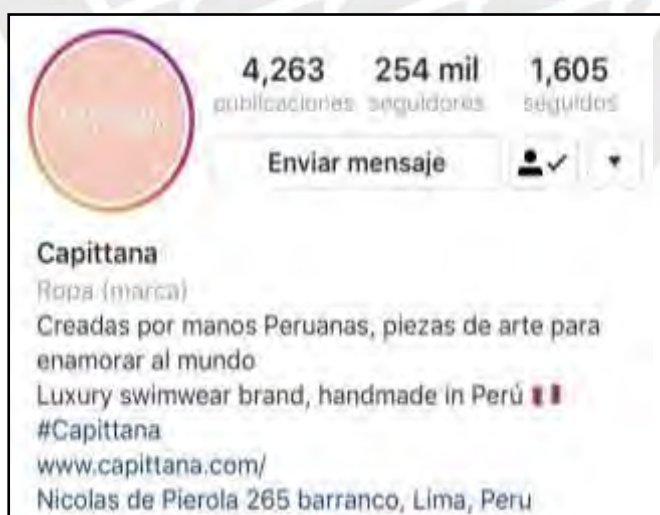 4,263 254 mil 1,605
publicaciones seguidores seguidos
Enviar mensaje
Capittana
Ropa (marca)
Creadas por manos Peruanas, piezas de arte para
enamorar al mundo
Luxury swimwear brand, handmade in Perú 🇵🇪
#Capittana
www.capittana.com/
Nicolas de Pierola 265 barranco, Lima, Peru